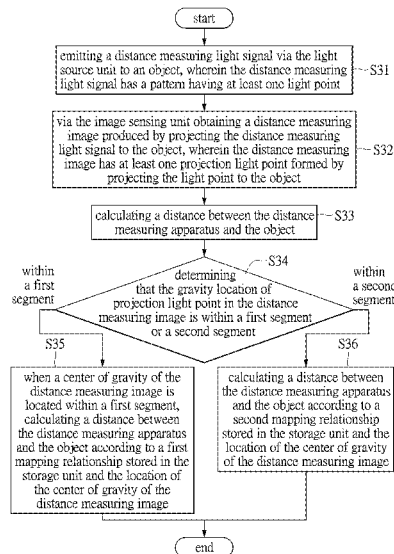 start
emitting a distance measuring light signal via the light
source unit to an object, wherein the distance measuring
light signal has a pattern having at least one light point
S31
via the image sensing unit obtaining a distance measuring
image produced by projecting the distance measuring
light signal to the object, wherein the distance measuring
image has at least one projection light point formed by
projecting the light point to the object
S32
calculating a distance between the distance
measuring apparatus and the object
S33
S34
within
a first
segment
determining
that the gravity location of
projection light point in the distance
measuring image is within a first segment
or a second segment
within
a second
segment
S35
when a center of gravity of the
distance measuring image is
located within a first segment,
calculating a distance between
the distance measuring apparatus
and the object according to a first
mapping relationship stored in the
storage unit and the location of
the center of gravity of the
distance measuring image
S36
calculating a distance between
the distance measuring apparatus
and the object according to a
second mapping relationship
stored in the storage unit and the
location of the center of gravity
of the distance measuring image
end